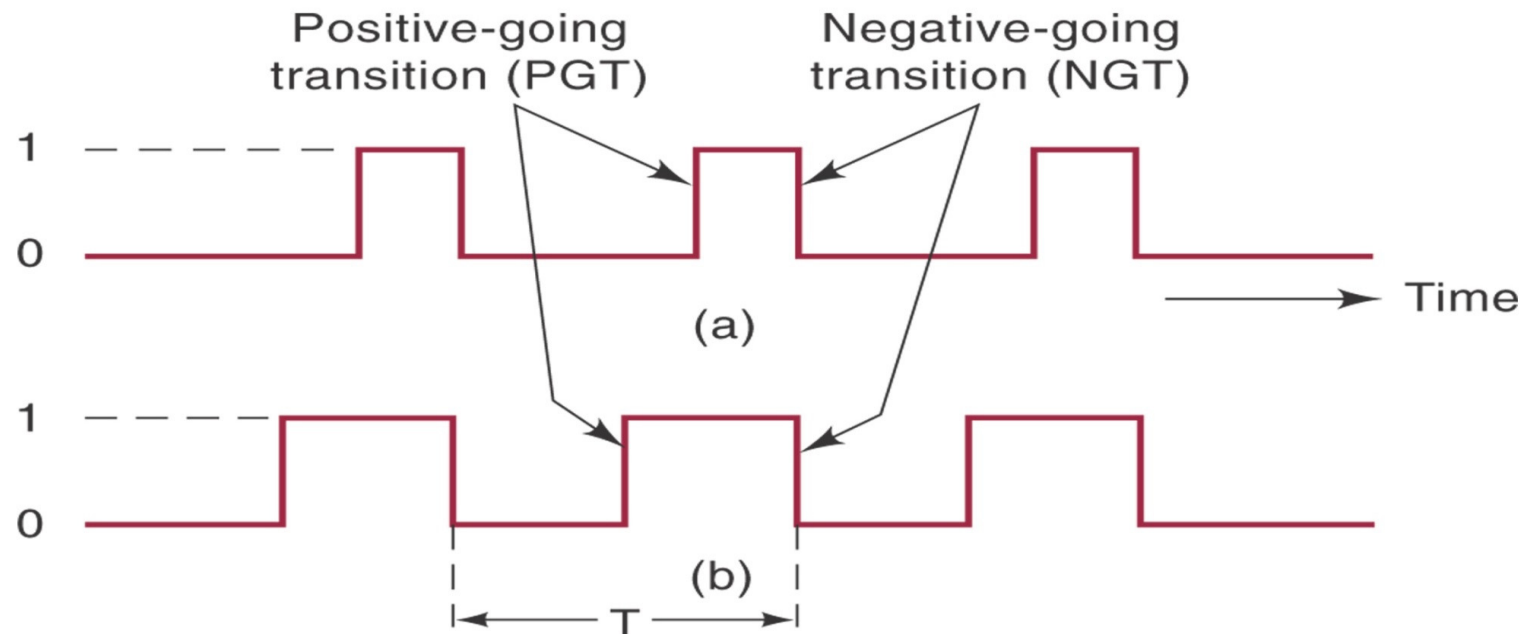 Positive-going
transition (PGT)
Negative-going
transition (NGT)
1
0
Time
(a)
1
0
(b)
T